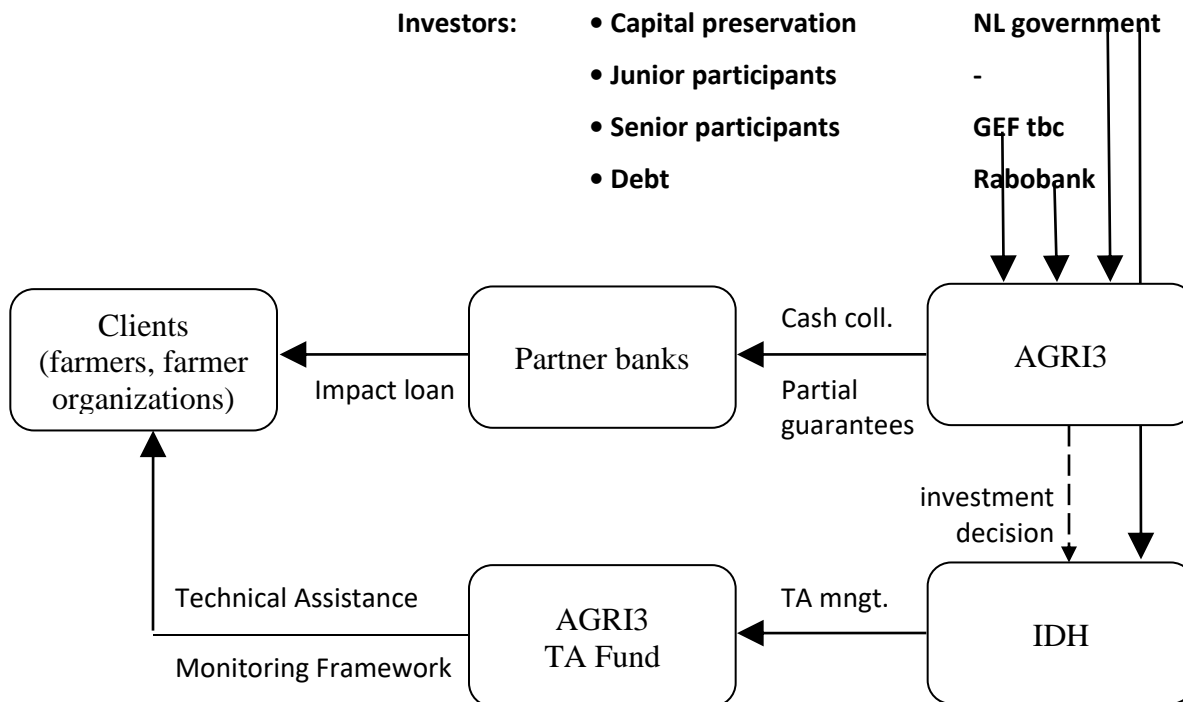 Investors: • Capital preservation NL government
• Junior participants -
• Senior participants GEF tbc
• Debt Rabobank
Clients
(farmers, farmer
organizations)
Impact loan
Partner banks
Cash coll.
Partial
guarantees
AGRI3
investment
decision
Technical Assistance
Monitoring Framework
AGRI3
TA Fund
TA mngt.
IDH